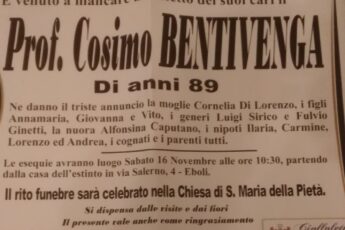 È venuto a mancare all'affetto dei suoi cari il
Prof. Cosimo BENTIVENGA
Di anni 89
Ne danno il triste annuncio la moglie Cornelia Di Lorenzo, i figli
Annamaria, Giovanna e Vito, i generi Luigi Sirico e Fulvio
Ginetti, la nuora Alfonsina Caputano, i nipoti Ilaria, Carmine,
Lorenzo ed Andrea, i cognati e i parenti tutti.
Le esequie avranno luogo Sabato 16 Novembre alle ore 10:30, partendo
dalla casa dell'estinto in via Salerno, 4 - Eboli.
Il rito funebre sarà celebrato nella Chiesa di S. Maria della Pietà.
Si dispensa dalle visite e dai fiori
Il presente vale anche come ringraziamento